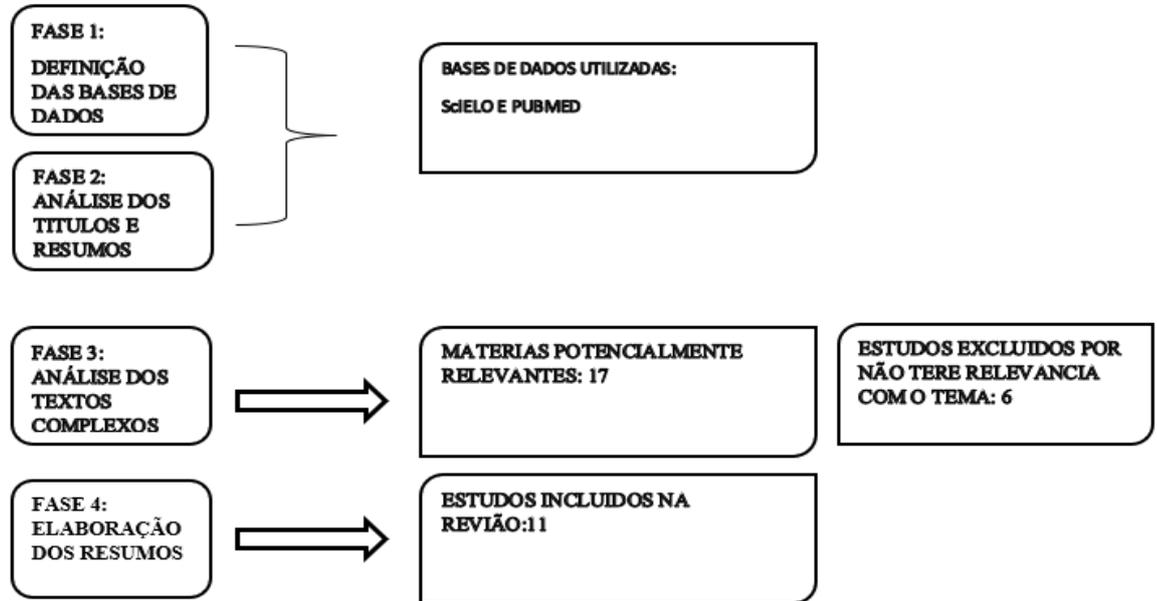 FASE 1:
DEFINIÇÃO
DAS BASES DE
DADOS
BASES DE DADOS UTILIZADAS:
SciELO E PUBMED
FASE 2:
ANÁLISE DOS
TITULOS E
RESUMOS
FASE 3:
ANÁLISE DOS
TEXTOS
COMPLEXOS
MATERIAS POTENCIALMENTE
RELEVANTES: 17
ESTUDOS EXCLUIDOS POR
NÃO TERE RELEVANCIA
COM O TEMA: 6
FASE 4:
ELABORAÇÃO
DOS RESUMOS
ESTUDOS INCLUIDOS NA
REVIÃO:11